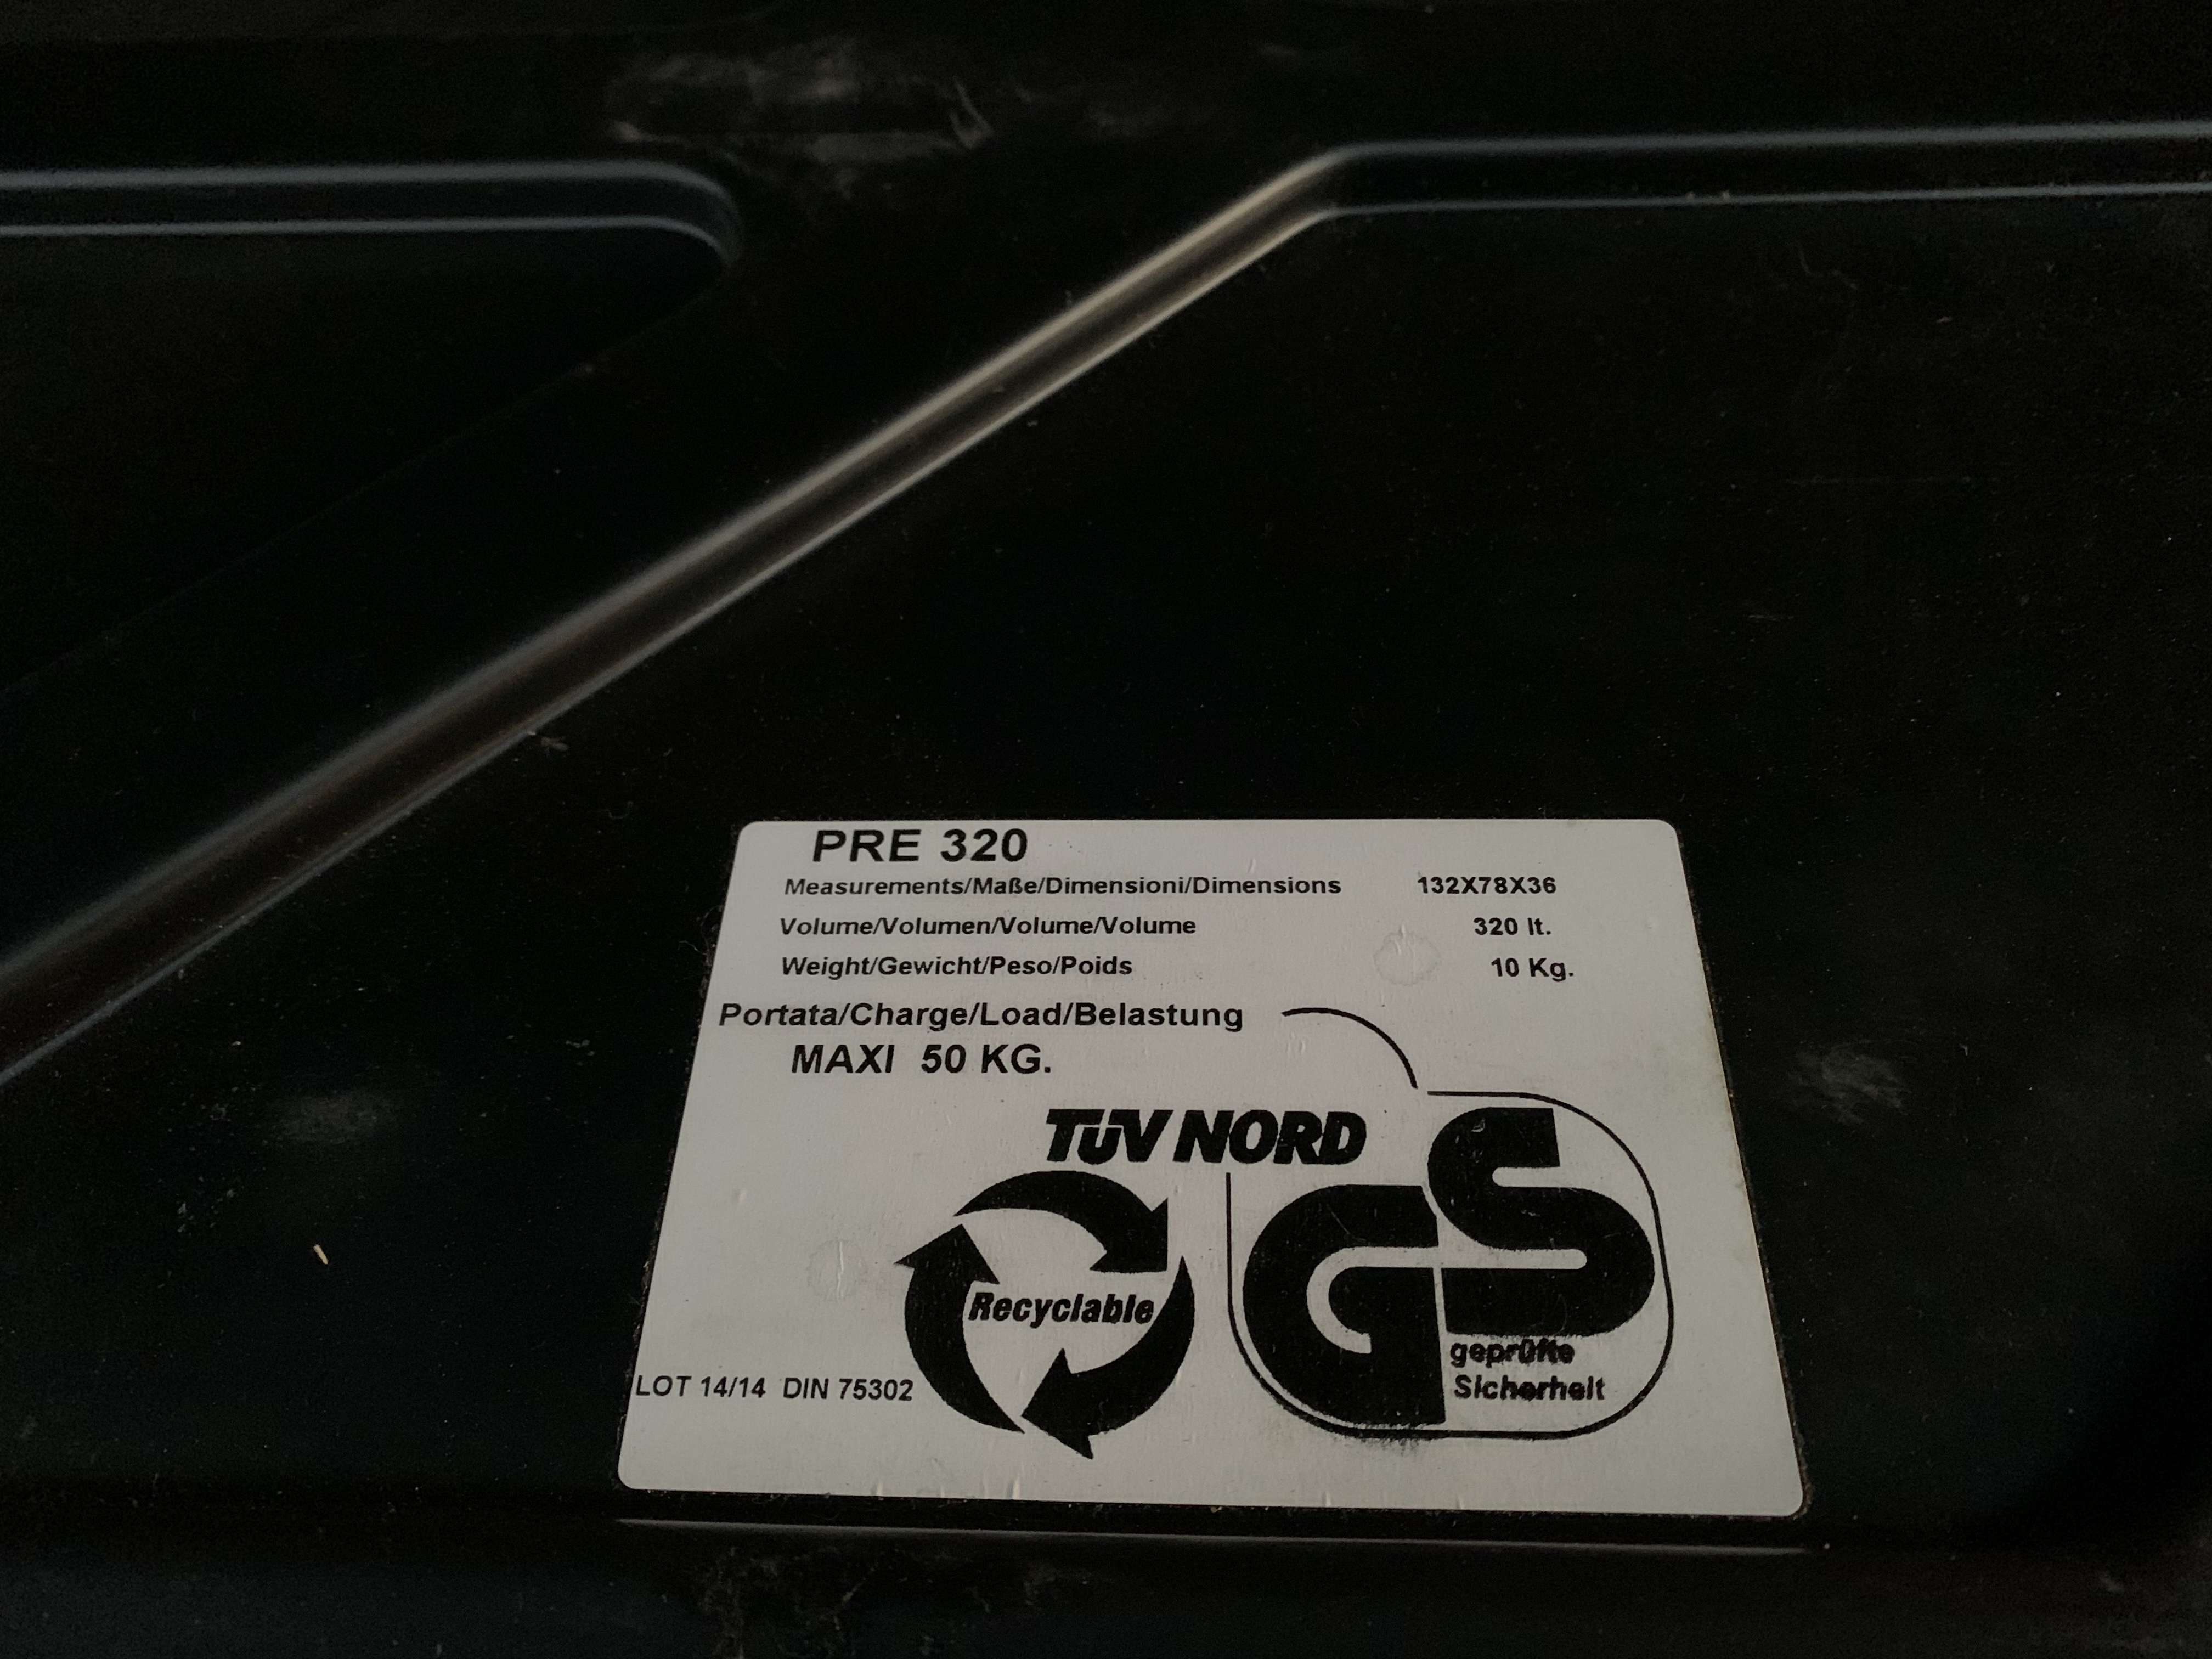 PRE 320
Measurements/Maße/Dimensioni/Dimensions 132X78X36
Volume/Volumen/Volume/Volume 320 lt.
Weight/Gewicht/Peso/Poids 10 Kg.
Portata/Charge/Load/Belastung
MAXI 50 KG.
TÜV NORD
GS
Recyclable
geprüfte
Sicherheit
LOT 14/14 DIN 75302